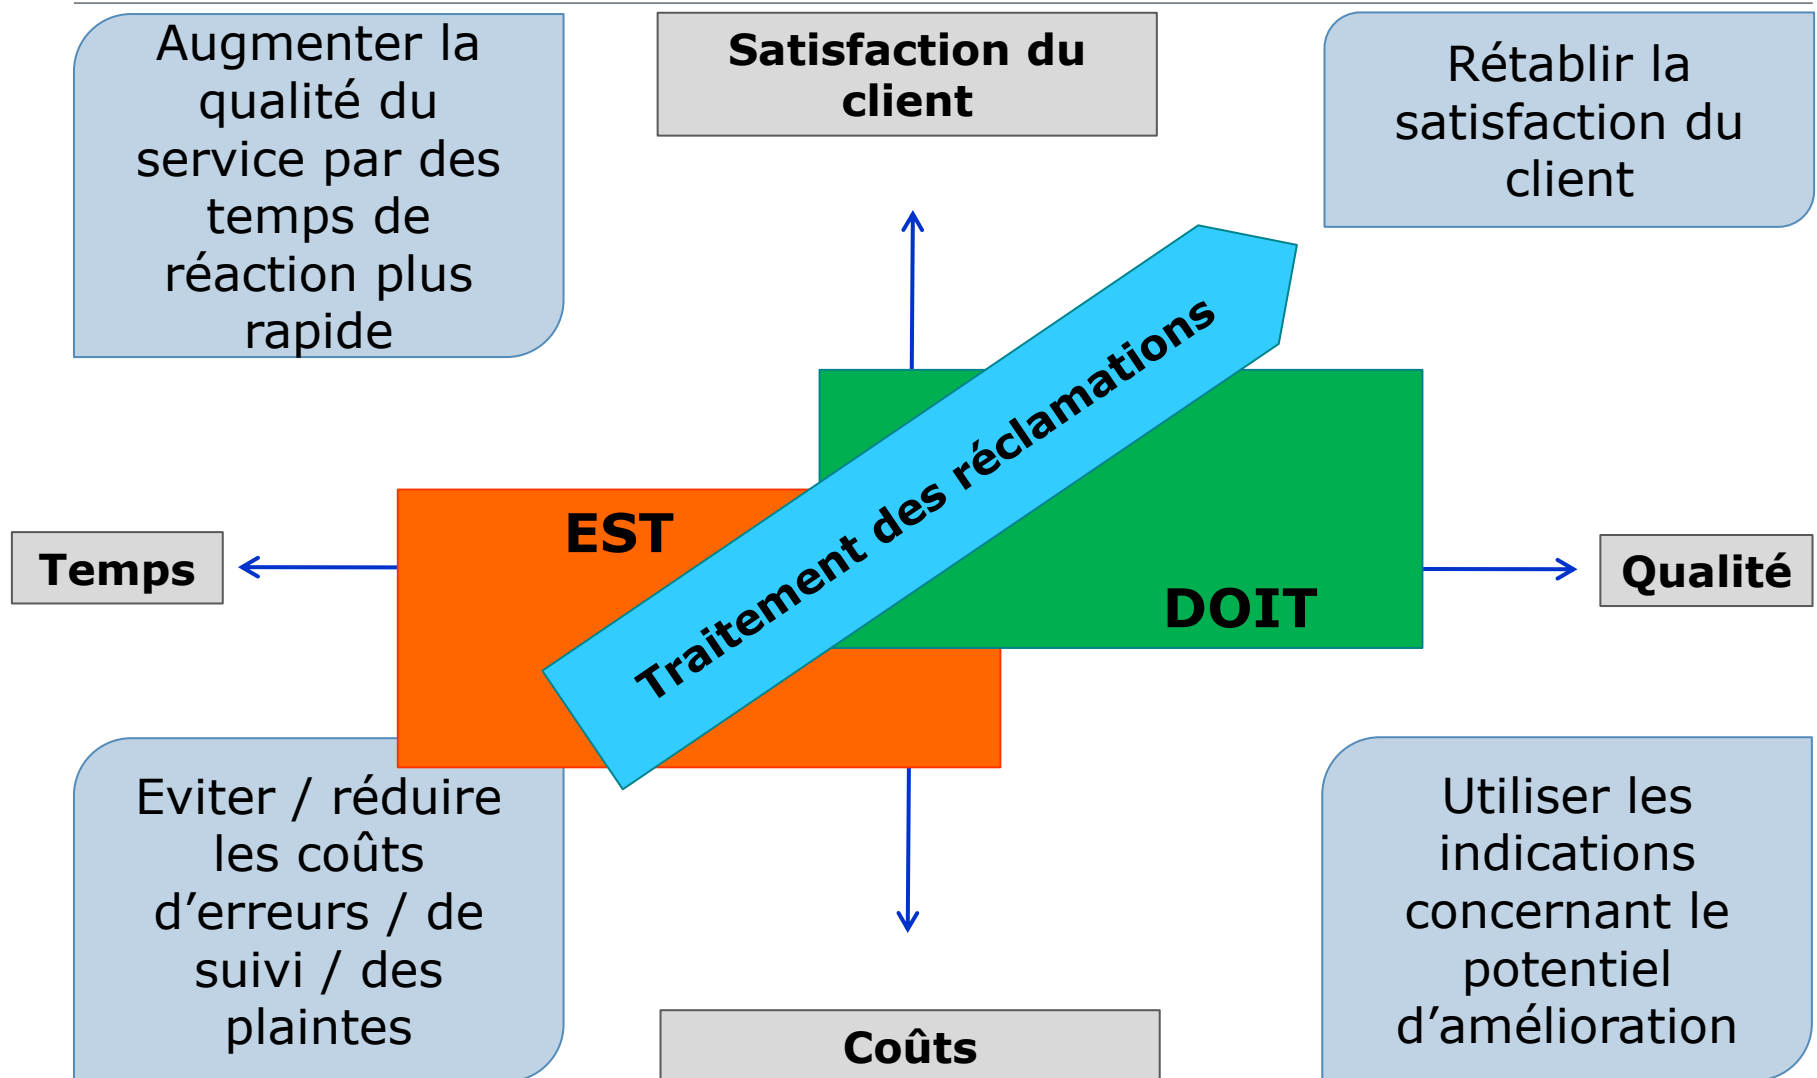 Augmenter la
qualité du
service par des
temps de
réaction plus
rapide
Satisfaction du
client
Rétablir la
satisfaction du
client
Traitement des réclamations
EST
DOIT
Temps
Qualité
Eviter / réduire
les coûts
d’erreurs / de
suivi / des
plaintes
Coûts
Utiliser les
indications
concernant le
potentiel
d’amélioration